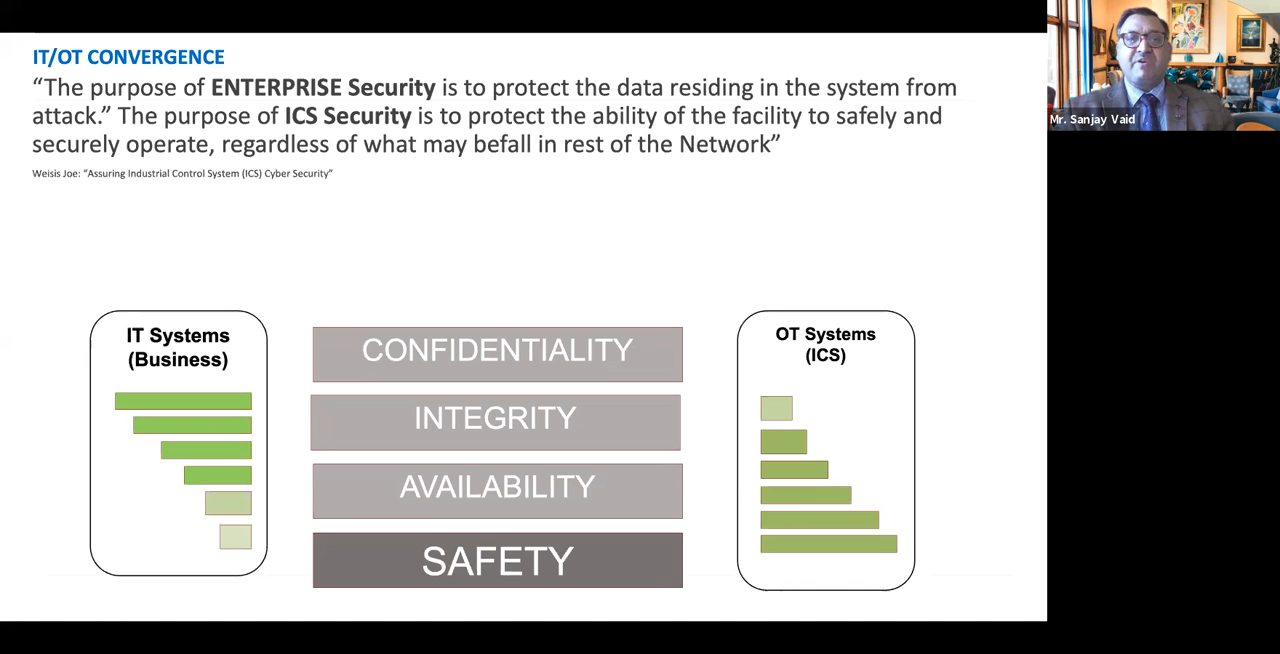 IT/OT CONVERGENCE
“The purpose of ENTERPRISE Security is to protect the data residing in the system from
attack.” The purpose of ICS Security is to protect the ability of the facility to safely and
securely operate, regardless of what may befall in rest of the Network”
Weisis Joe: “Assuring Industrial Control System (ICS) Cyber Security”
IT Systems
(Business)
CONFIDENTIALITY
INTEGRITY
AVAILABILITY
SAFETY
OT Systems
(ICS)
Mr. Sanjay Vaid